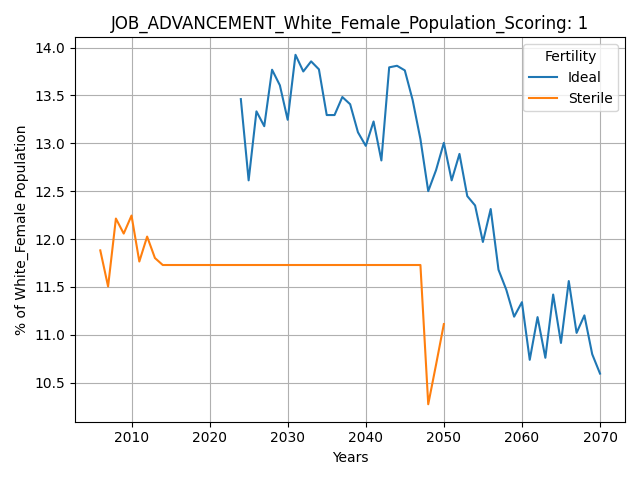 JOB_ADVANCEMENT_White_Female_Population_Scoring: 1
% of White_Female Population
14.0
13.5
13.0
12.5
12.0
11.5
11.0
10.5
Fertility
Ideal
Sterile
2010 2020 2030 2040 2050 2060 2070
Years